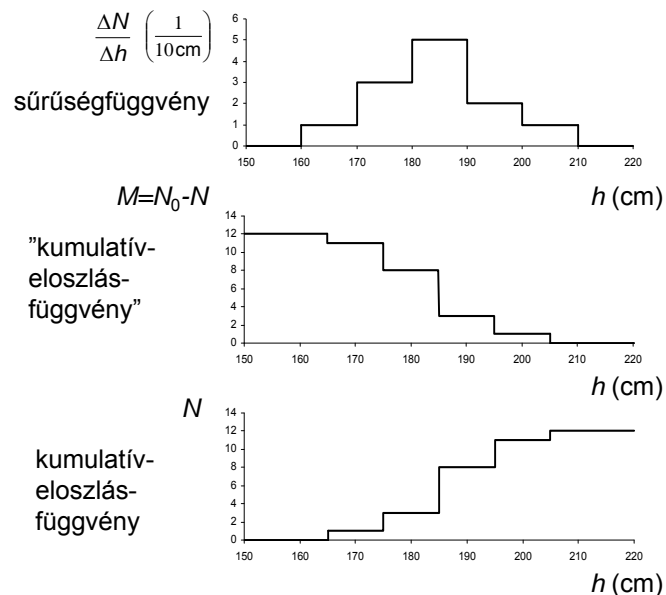 ΔN/Δh (1/10 cm)
sűrűségfüggvény
6
5
4
3
2
1
0
150 160 170 180 190 200 210 220
h (cm)
M=N₀-N
”kumulatív-
eloszlás-
függvény”
14
12
10
8
6
4
2
0
150 160 170 180 190 200 210 220
h (cm)
N
kumulatív-
eloszlás-
függvény
14
12
10
8
6
4
2
0
150 160 170 180 190 200 210 220
h (cm)